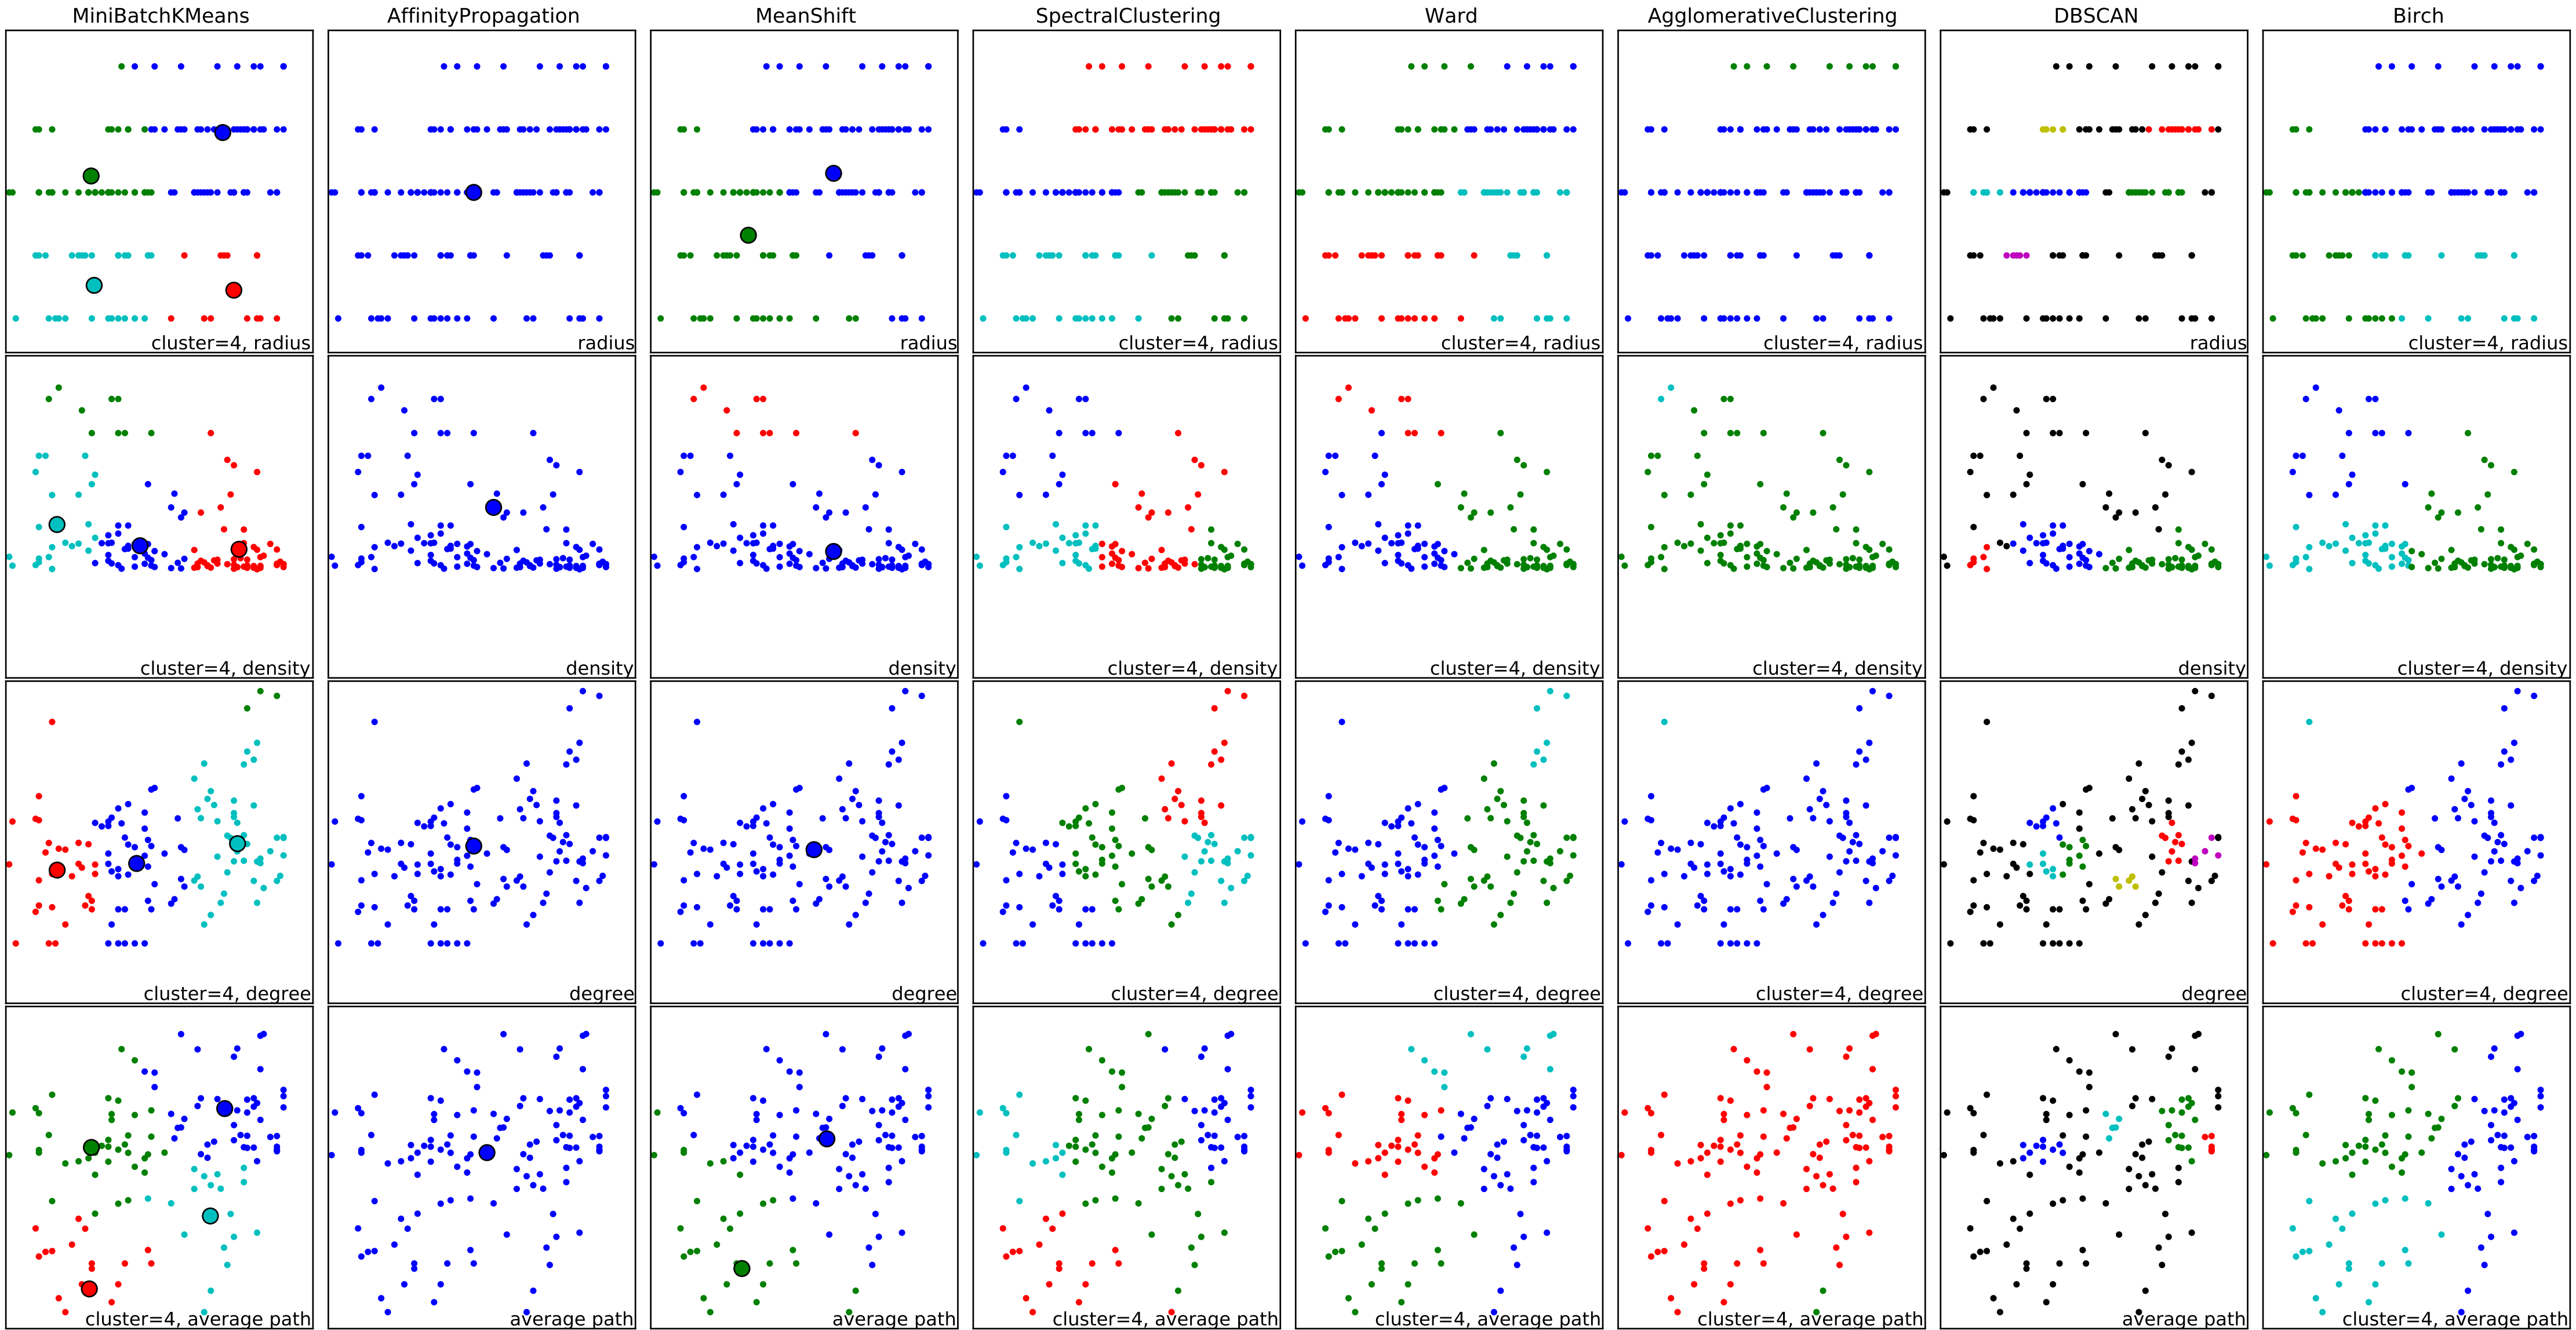 MiniBatchKMeans
AffinityPropagation
MeanShift
SpectralClustering
Ward
AgglomerativeClustering
DBSCAN
Birch
cluster=4, radius
radius
radius
cluster=4, radius
cluster=4, radius
cluster=4, radius
radius
cluster=4, radius
cluster=4, density
density
density
cluster=4, density
cluster=4, density
cluster=4, density
density
cluster=4, density
cluster=4, degree
degree
degree
cluster=4, degree
cluster=4, degree
cluster=4, degree
degree
cluster=4, degree
cluster=4, average path
average path
average path
cluster=4, average path
cluster=4, average path
cluster=4, average path
average path
cluster=4, average path